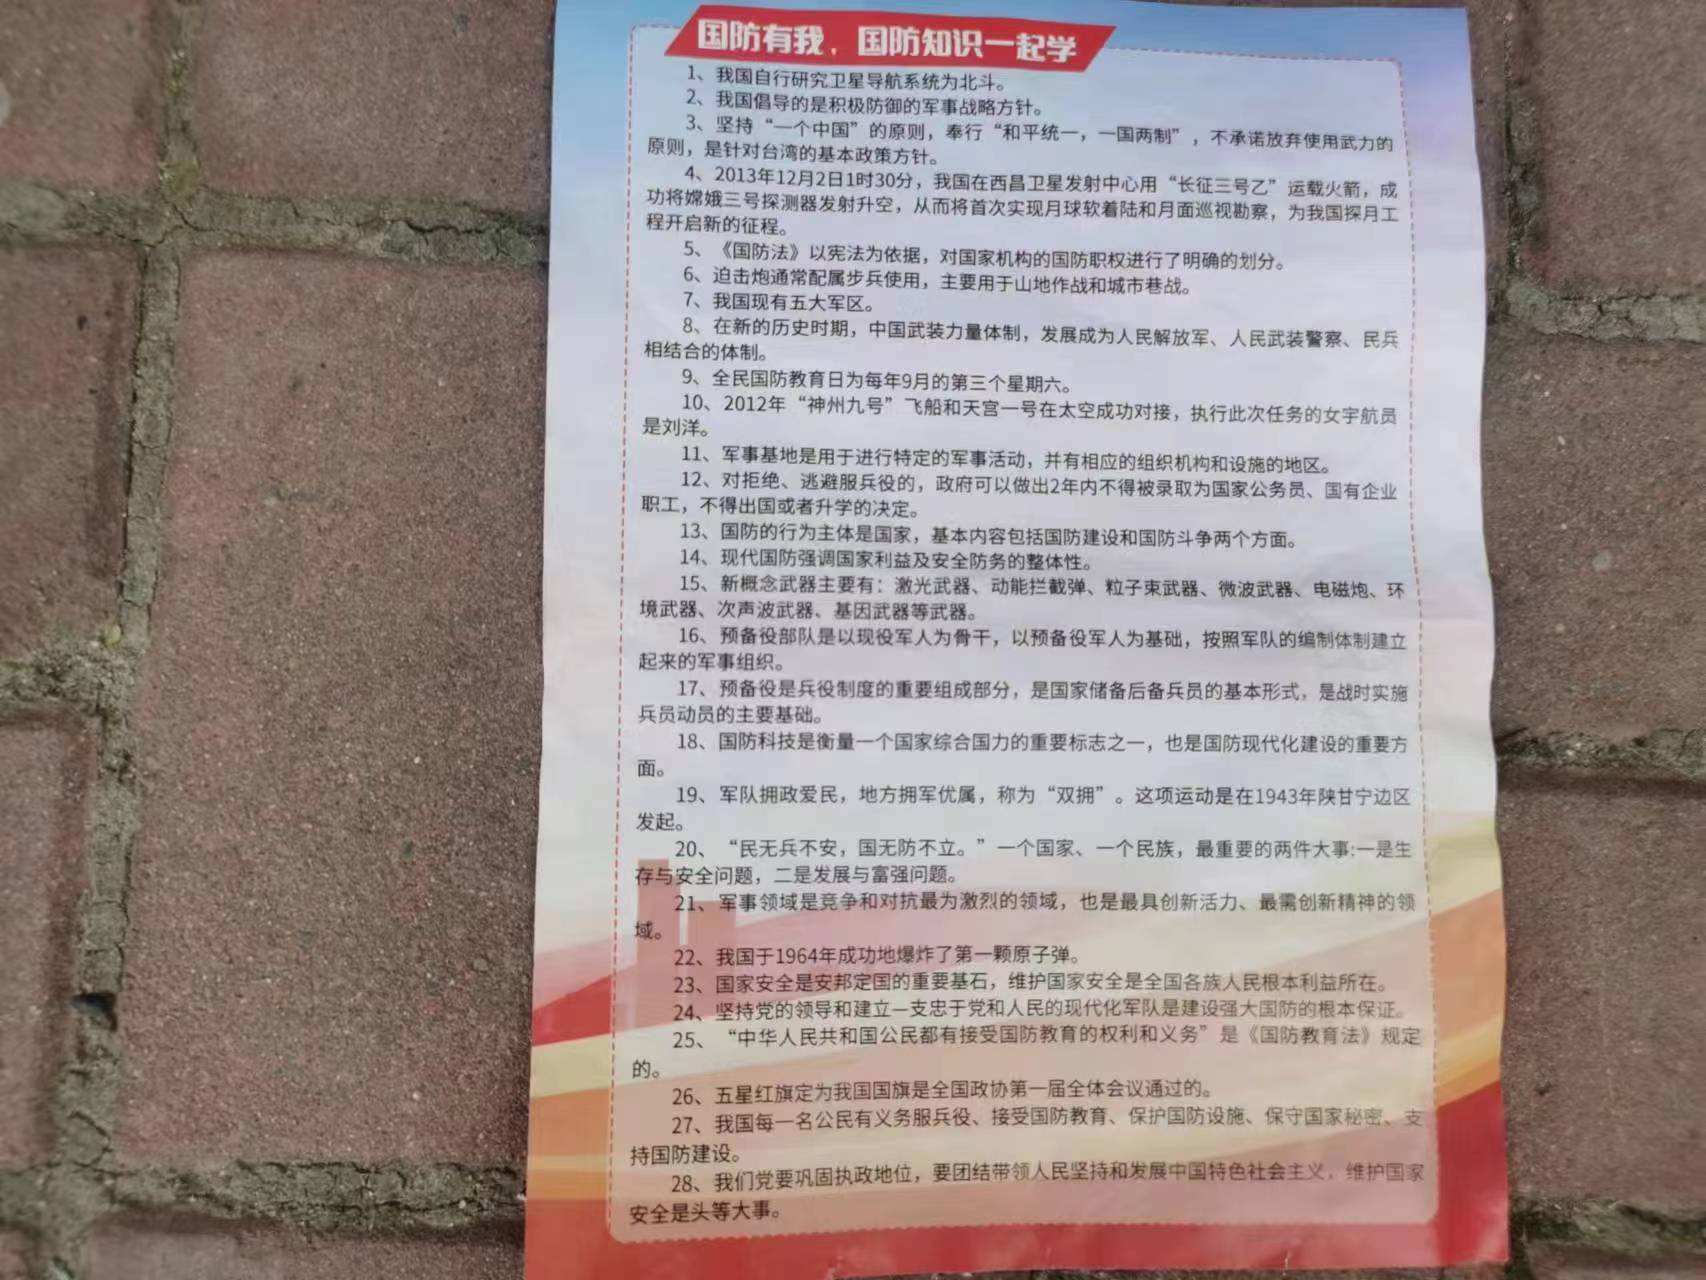 国防有我，国防知识一起学
1、我国自行研究卫星导航系统为北斗。
2、我国倡导的是积极防御的军事战略方针。
3、坚持“一个中国”的原则，奉行“和平统一，一国两制”，不承诺放弃使用武力的
原则，是针对台湾的基本政策方针。
4、2013年12月2日1时30分，我国在西昌卫星发射中心用“长征三号乙”运载火箭，成
功将嫦娥三号探测器发射升空，从而将首次实现月球软着陆和月面巡视勘察，为我国探月工
程开启新的征程。
5、《国防法》以宪法为依据，对国家机构的国防职权进行了明确的划分。
6、迫击炮通常配属步兵使用，主要用于山地作战和城市巷战。
7、我国现有五大军区。
8、在新的历史时期，中国武装力量体制，发展成为人民解放军、人民武装警察、民兵
相结合的体制。
9、全民国防教育日为每年9月的第三个星期六。
10、2012年“神州九号”飞船和天宫一号在太空成功对接，执行此次任务的女宇航员
是刘洋。
11、军事基地是用于进行特定的军事活动，并有相应的组织机构和设施的地区。
12、对拒绝、逃避服兵役的，政府可以做出2年内不得被录取为国家公务员、国有企业
职工，不得出国或者升学的决定。
13、国防的行为主体是国家，基本内容包括国防建设和国防斗争两个方面。
14、现代国防强调国家利益及安全防务的整体性。
15、新概念武器主要有：激光武器、动能拦截弹、粒子束武器、微波武器、电磁炮、环
境武器、次声波武器、基因武器等武器。
16、预备役部队是以现役军人为骨干，以预备役军人为基础，按照军队的编制体制建立
起来的军事组织。
17、预备役是兵役制度的重要组成部分，是国家储备后备兵员的基本形式，是战时实施
兵员动员的主要基础。
18、国防科技是衡量一个国家综合国力的重要标志之一，也是国防现代化建设的重要方
面。
19、军队拥政爱民，地方拥军优属，称为“双拥”。这项运动是在1943年陕甘宁边区
发起。
20、“民无兵不安，国无防不立。”一个国家、一个民族，最重要的两件大事:一是生
存与安全问题，二是发展与富强问题。
21、军事领域是竞争和对抗最为激烈的领域，也是最具创新活力、最需创新精神的领
域。
22、我国于1964年成功地爆炸了第一颗原子弹。
23、国家安全是安邦定国的重要基石，维护国家安全是全国各族人民根本利益所在。
24、坚持党的领导和建立一支忠于党和人民的现代化军队是建设强大国防的根本保证。
25、“中华人民共和国公民都有接受国防教育的权利和义务”是《国防教育法》规定
的。
26、五星红旗定为我国国旗是全国政协第一届全体会议通过的。
27、我国每一名公民有义务服兵役、接受国防教育、保护国防设施、保守国家秘密、支
持国防建设。
28、我们党要巩固执政地位，要团结带领人民坚持和发展中国特色社会主义，维护国家
安全是头等大事。